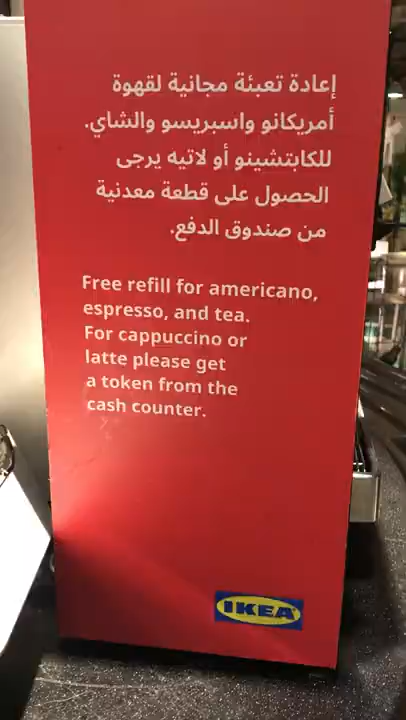 إعادة تعبئة مجانية لقهوة
أمريكانو واسبريسو والشاي.
للكابتشينو أو لاتيه يرجى
الحصول على قطعة معدنية
من صندوق الدفع.
Free refill for americano,
espresso, and tea.
For cappuccino or
latte please get
a token from the
cash counter.
IKEA